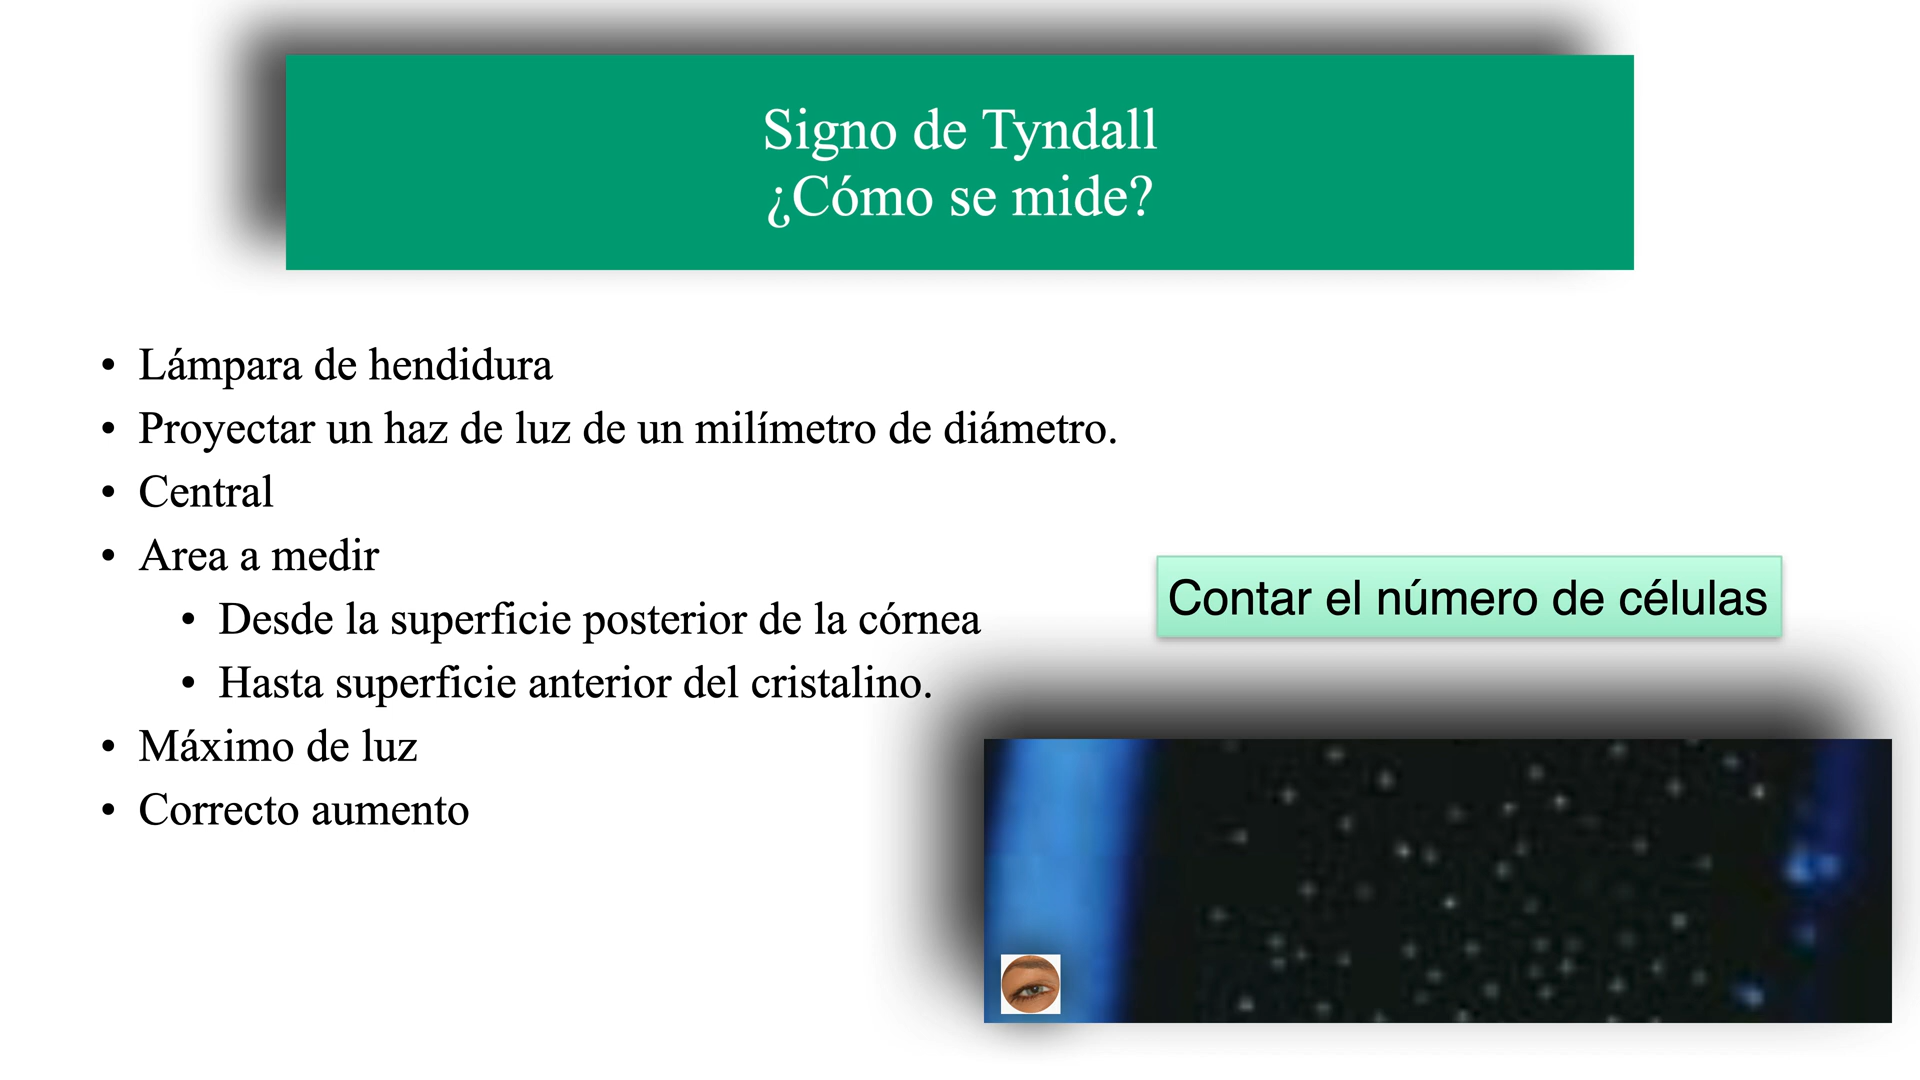 Signo de Tyndall
¿Cómo se mide?
• Lámpara de hendidura
• Proyectar un haz de luz de un milímetro de diámetro.
• Central
• Area a medir
• Desde la superficie posterior de la córnea
• Hasta superficie anterior del cristalino.
• Máximo de luz
• Correcto aumento
Contar el número de células